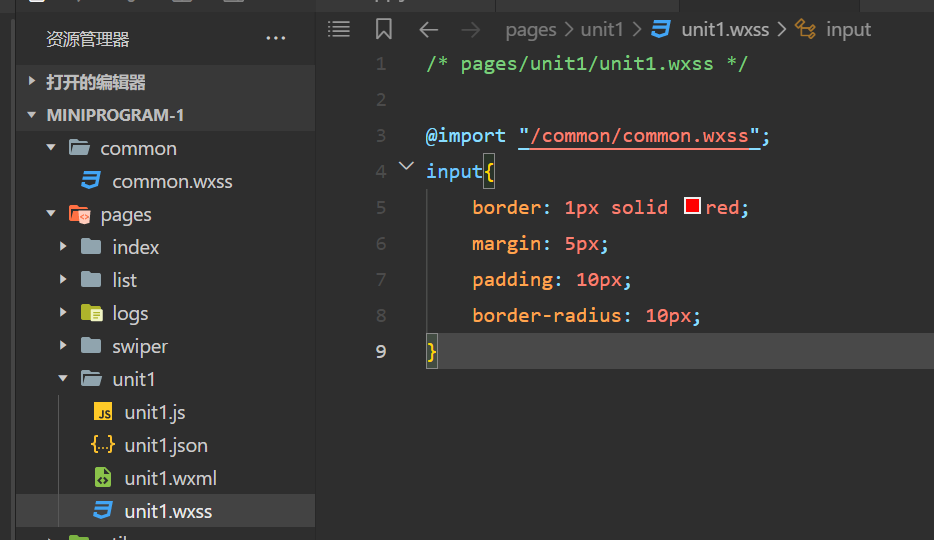 资源管理器
打开的编辑器
MINIPROGRAM-1
common
common.wxss
pages
index
list
logs
swiper
unit1
JS unit1.js
{..} unit1.json
unit1.wxml
unit1.wxss
pages > unit1 > unit1.wxss > input
1 /* pages/unit1/unit1.wxss */
2
3 @import "/common/common.wxss";
4 input{
5 border: 1px solid red;
6 margin: 5px;
7 padding: 10px;
8 border-radius: 10px;
9 }